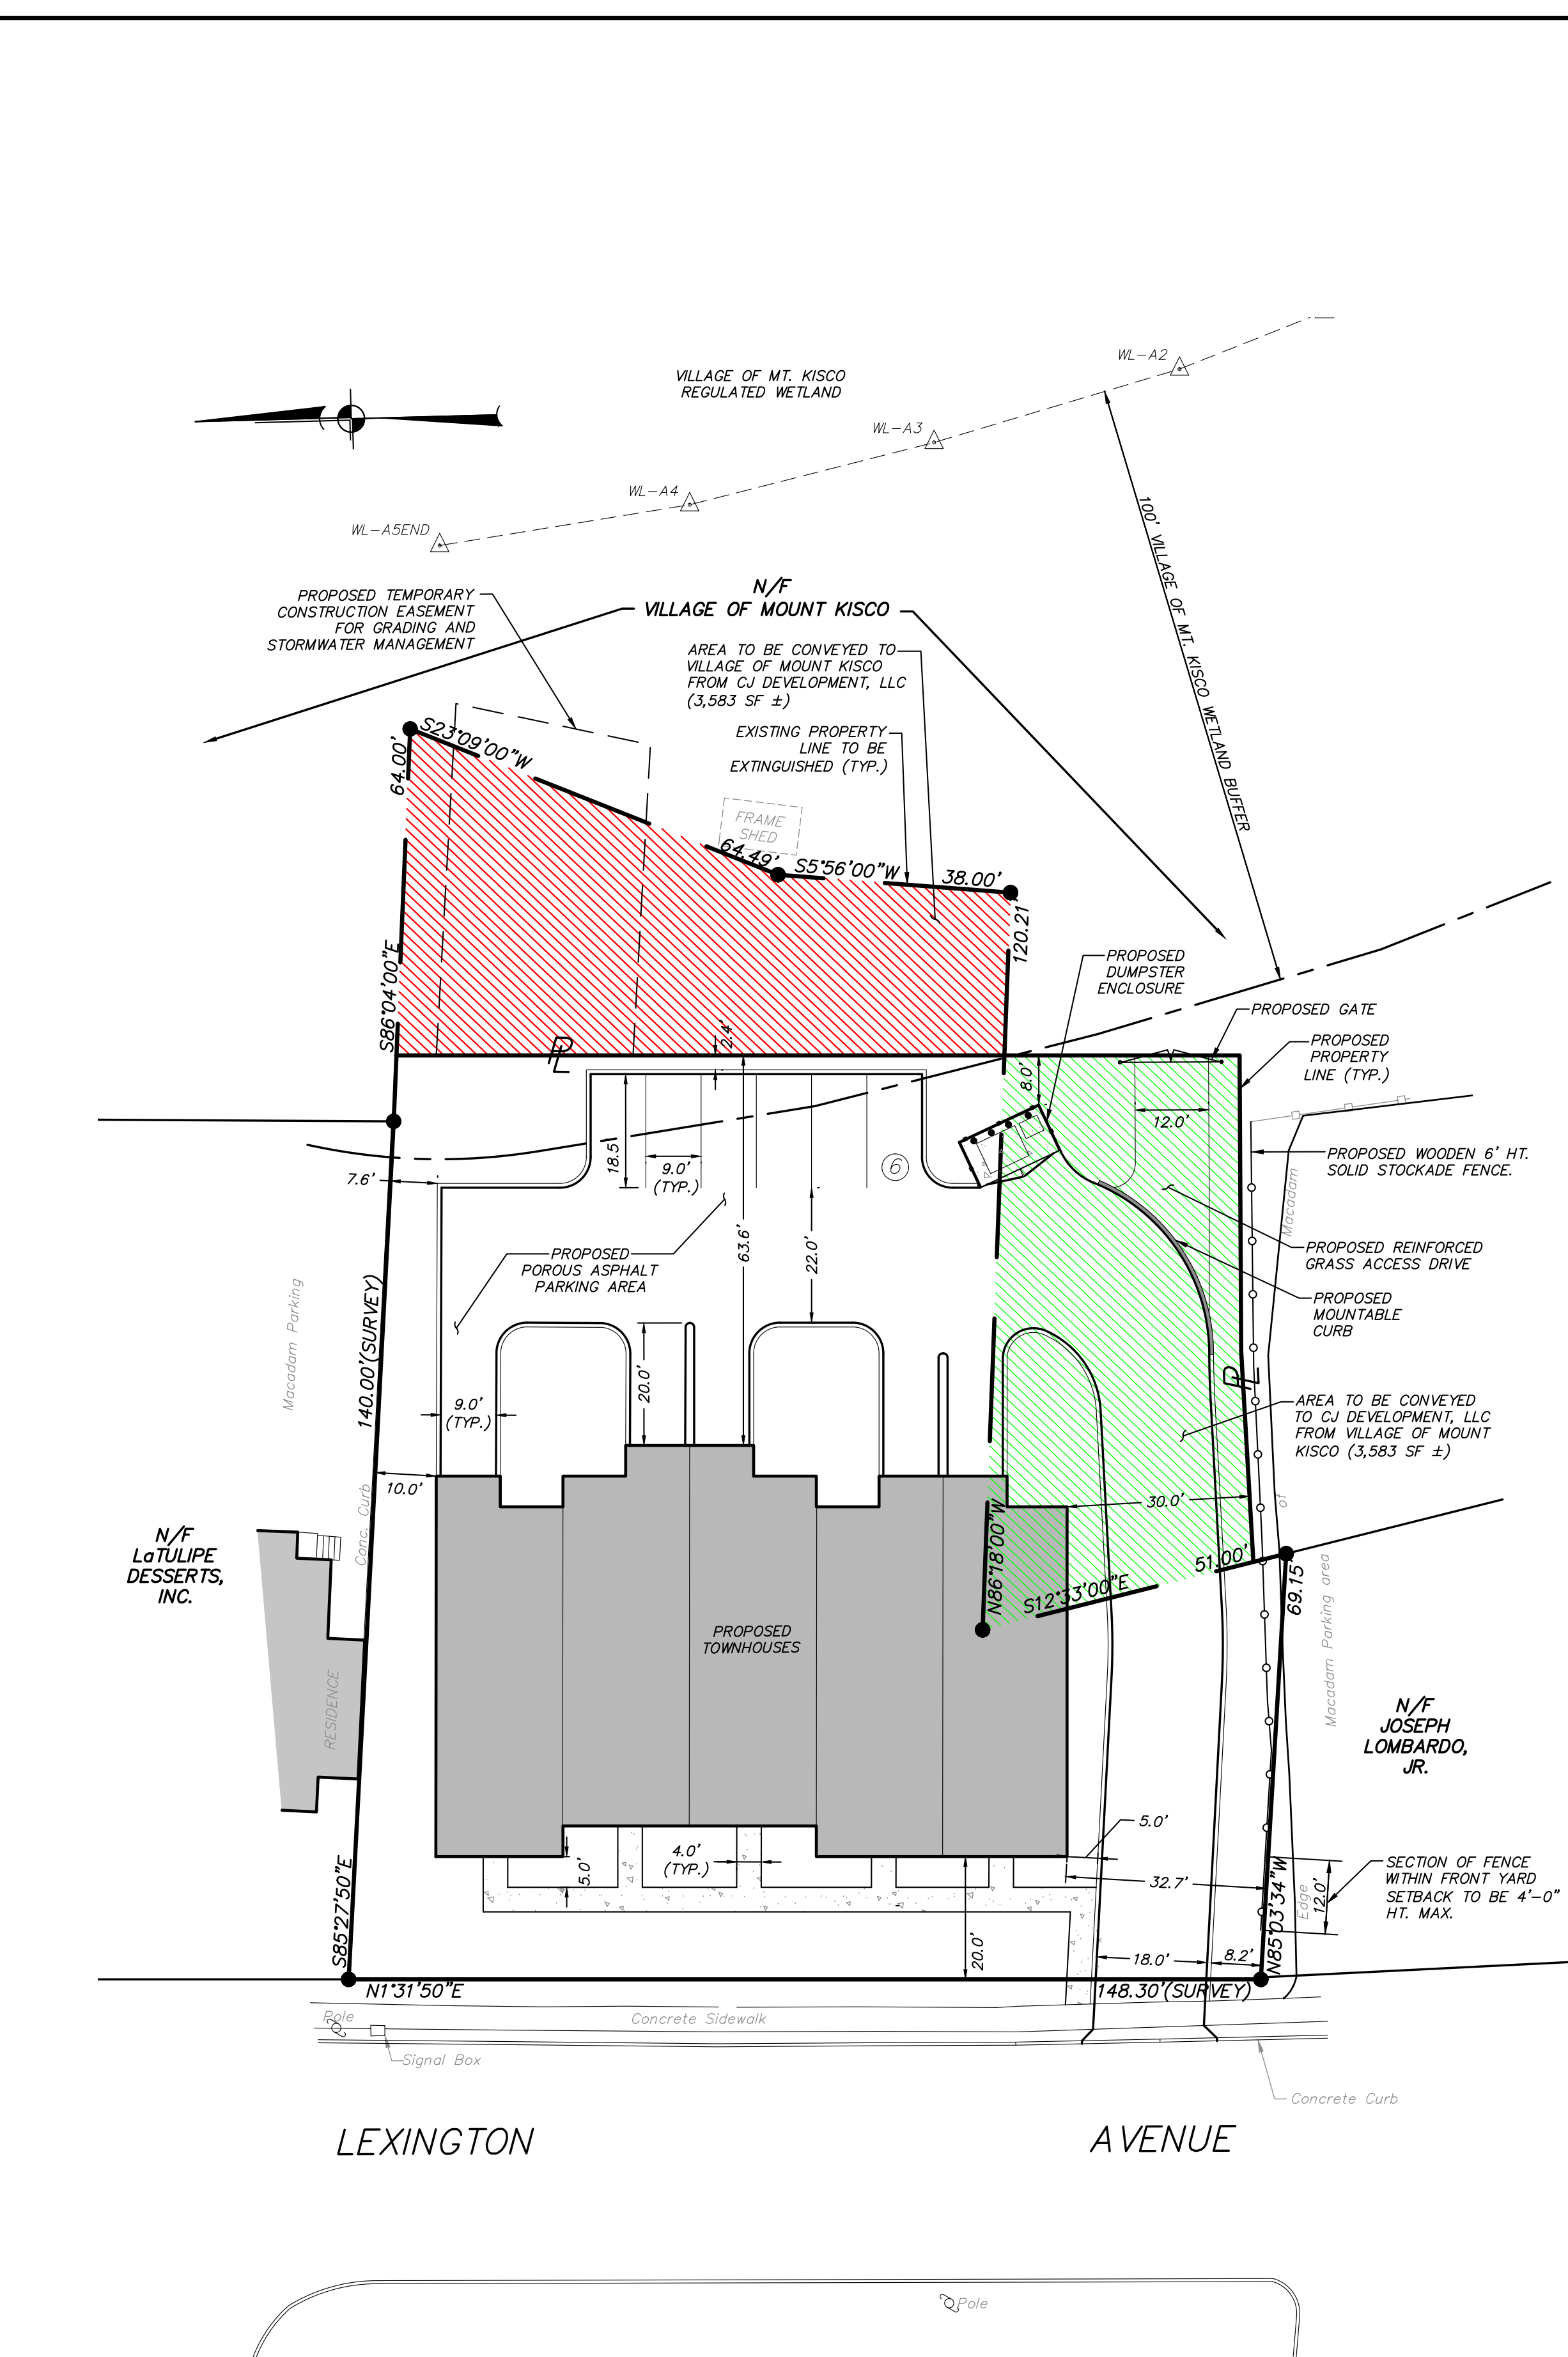 WL-A2
VILLAGE OF MT. KISCO
REGULATED WETLAND
WL-A3
WL-A4
WL-A5END
100' VILLAGE OF MT. KISCO WETLAND BUFFER
N/F
VILLAGE OF MOUNT KISCO
PROPOSED TEMPORARY
CONSTRUCTION EASEMENT
FOR GRADING AND
STORMWATER MANAGEMENT
AREA TO BE CONVEYED TO
VILLAGE OF MOUNT KISCO
FROM CJ DEVELOPMENT, LLC
(3,583 SF ±)
EXISTING PROPERTY
LINE TO BE
EXTINGUISHED (TYP.)
S23°09'00"W
64.00'
FRAME
SHED
64.49'
S5°56'00"W
38.00'
120.21'
S86°04'00"E
PL
2.4'
PROPOSED
DUMPSTER
ENCLOSURE
PROPOSED GATE
PROPOSED
PROPERTY
LINE (TYP.)
8.0'
12.0'
18.5'
9.0'
(TYP.)
6
7.6'
PROPOSED WOODEN 6' HT.
SOLID STOCKADE FENCE.
Macadam
63.6'
22.0'
PROPOSED
POROUS ASPHALT
PARKING AREA
PROPOSED REINFORCED
GRASS ACCESS DRIVE
PROPOSED
MOUNTABLE
CURB
Macadam Parking
140.00'(SURVEY)
20.0'
9.0'
(TYP.)
PL
AREA TO BE CONVEYED
TO CJ DEVELOPMENT, LLC
FROM VILLAGE OF MOUNT
KISCO (3,583 SF ±)
10.0'
Conc. Curb
30.0'
of
N86°18'00"W
N/F
LaTULIPE
DESSERTS,
INC.
51.00'
S12°33'00"E
69.15'
Macadam Parking area
PROPOSED
TOWNHOUSES
RESIDENCE
N/F
JOSEPH
LOMBARDO,
JR.
5.0'
4.0'
(TYP.)
5.0'
32.7'
12.0'
Edge
SECTION OF FENCE
WITHIN FRONT YARD
SETBACK TO BE 4'-0"
HT. MAX.
S85°27'50"E
20.0'
18.0'
8.2'
N85°03'34"W
N1°31'50"E
148.30'(SURVEY)
Pole
Concrete Sidewalk
Signal Box
Concrete Curb
LEXINGTON AVENUE
Pole